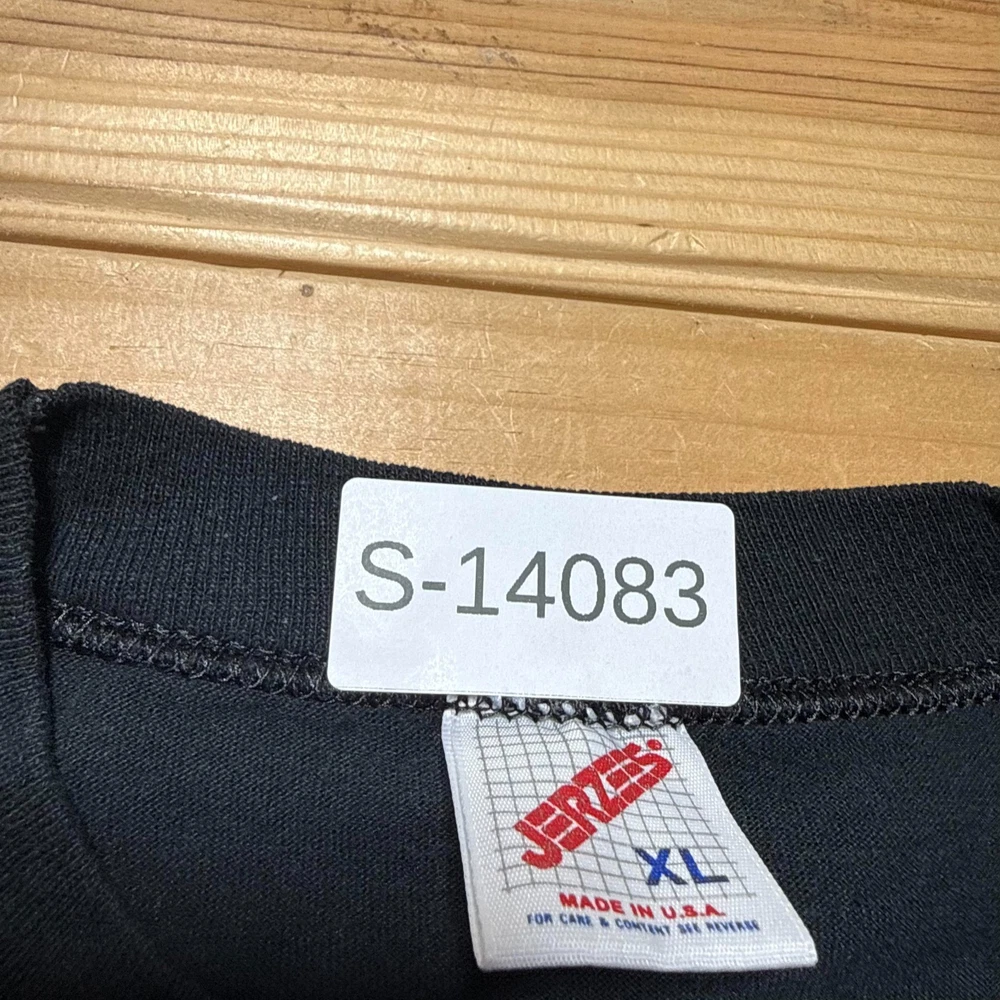 S-14083
JERZEES
XL
MADE IN U.S.A.
FOR CARE & CONTENT SEE REVERSE